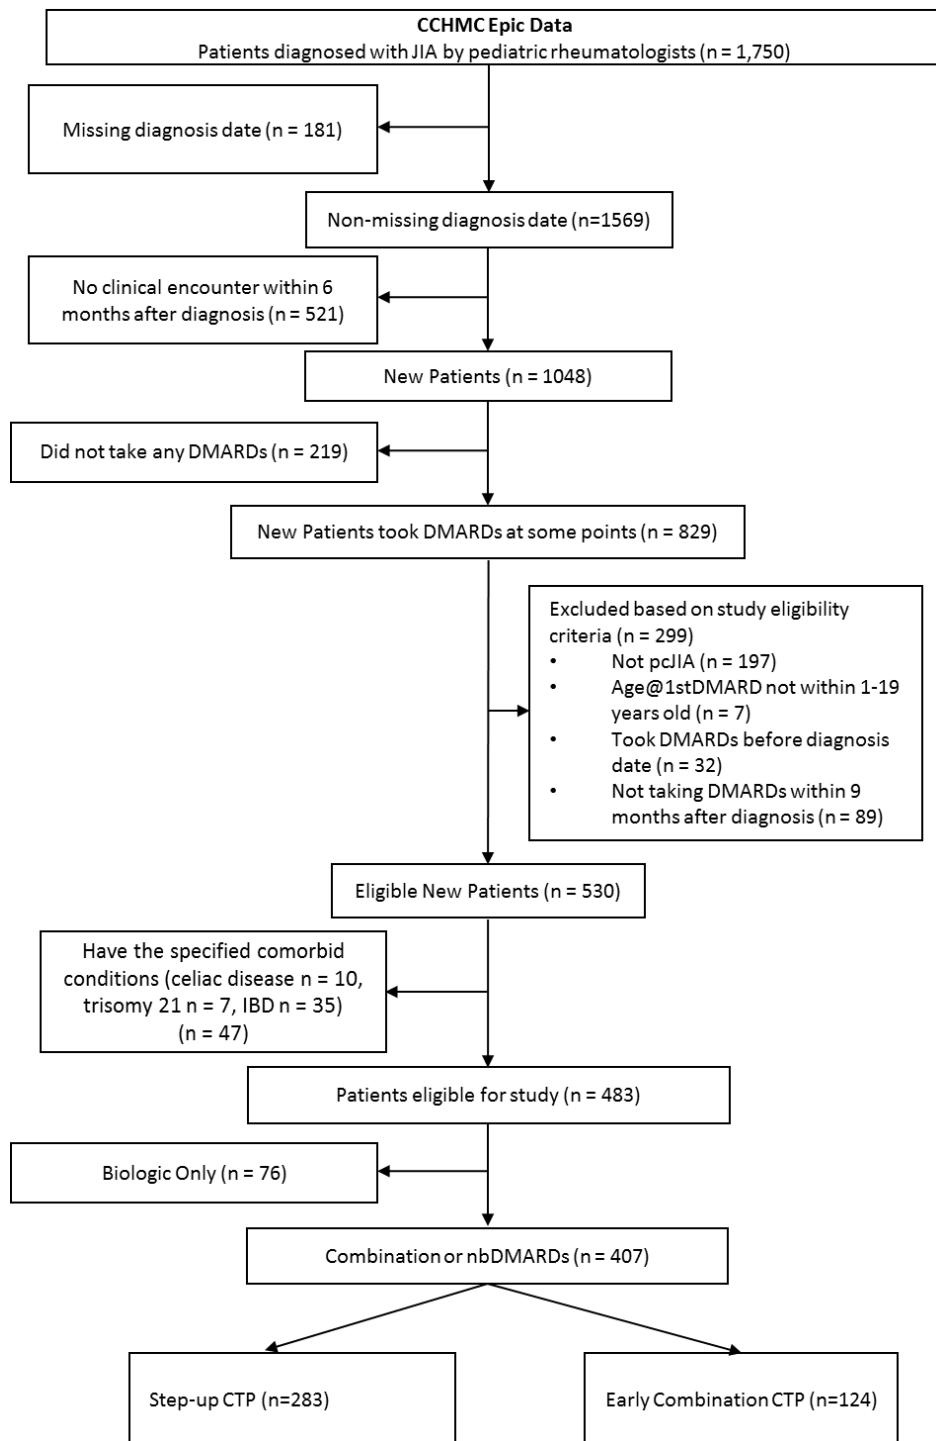 CCHMC Epic Data
Patients diagnosed with JIA by pediatric rheumatologists (n = 1,750)
Missing diagnosis date (n = 181)
Non-missing diagnosis date (n=1569)
No clinical encounter within 6
months after diagnosis (n = 521)
New Patients (n = 1048)
Did not take any DMARDs (n = 219)
New Patients took DMARDs at some points (n = 829)
Excluded based on study eligibility
criteria (n = 299)
• Not pcJIA (n = 197)
• Age@1stDMARD not within 1-19
years old (n = 7)
• Took DMARDs before diagnosis
date (n = 32)
• Not taking DMARDs within 9
months after diagnosis (n = 89)
Eligible New Patients (n = 530)
Have the specified comorbid
conditions (celiac disease n = 10,
trisomy 21 n = 7, IBD n = 35)
(n = 47)
Patients eligible for study (n = 483)
Biologic Only (n = 76)
Combination or nbDMARDs (n = 407)
Step-up CTP (n=283)
Early Combination CTP (n=124)